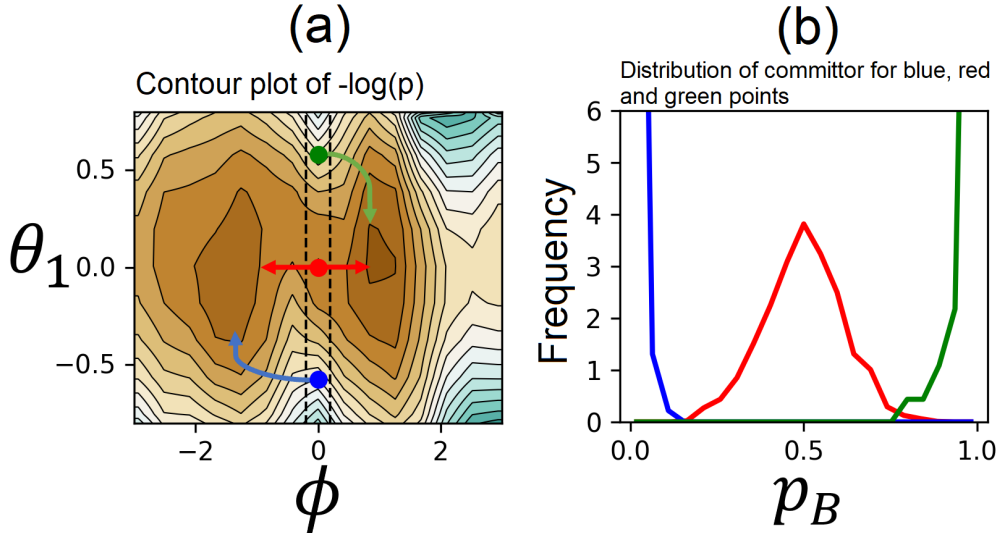 (a)
Contour plot of -log(p)
θ1
0.5
0.0
−0.5
−2
0
2
ϕ
(b)
Distribution of committor for blue, red
and green points
Frequency
6
5
4
3
2
1
0
0.0
0.5
1.0
pB